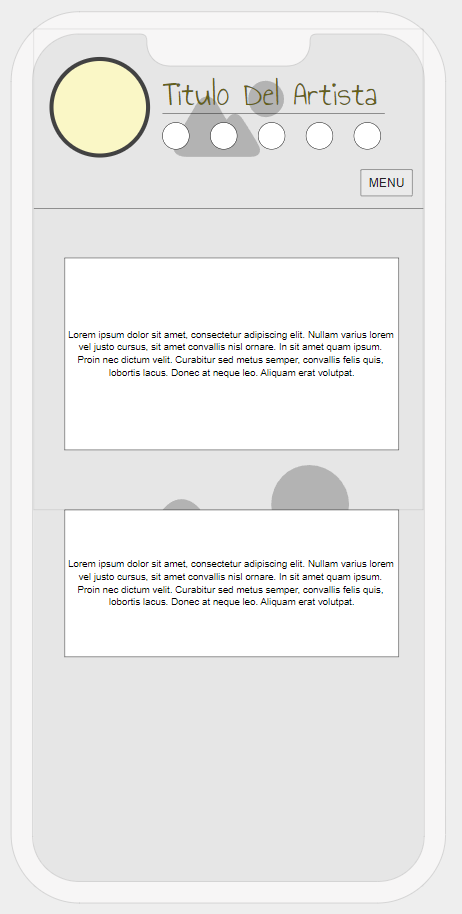 Titulo Del Artista
MENU
Lorem ipsum dolor sit amet, consectetur adipiscing elit. Nullam varius lorem
vel justo cursus, sit amet convallis nisl ornare. In sit amet quam ipsum.
Proin nec dictum velit. Curabitur sed metus semper, convallis felis quis,
lobortis lacus. Donec at neque leo. Aliquam erat volutpat.
Lorem ipsum dolor sit amet, consectetur adipiscing elit. Nullam varius lorem
vel justo cursus, sit amet convallis nisl ornare. In sit amet quam ipsum.
Proin nec dictum velit. Curabitur sed metus semper, convallis felis quis,
lobortis lacus. Donec at neque leo. Aliquam erat volutpat.